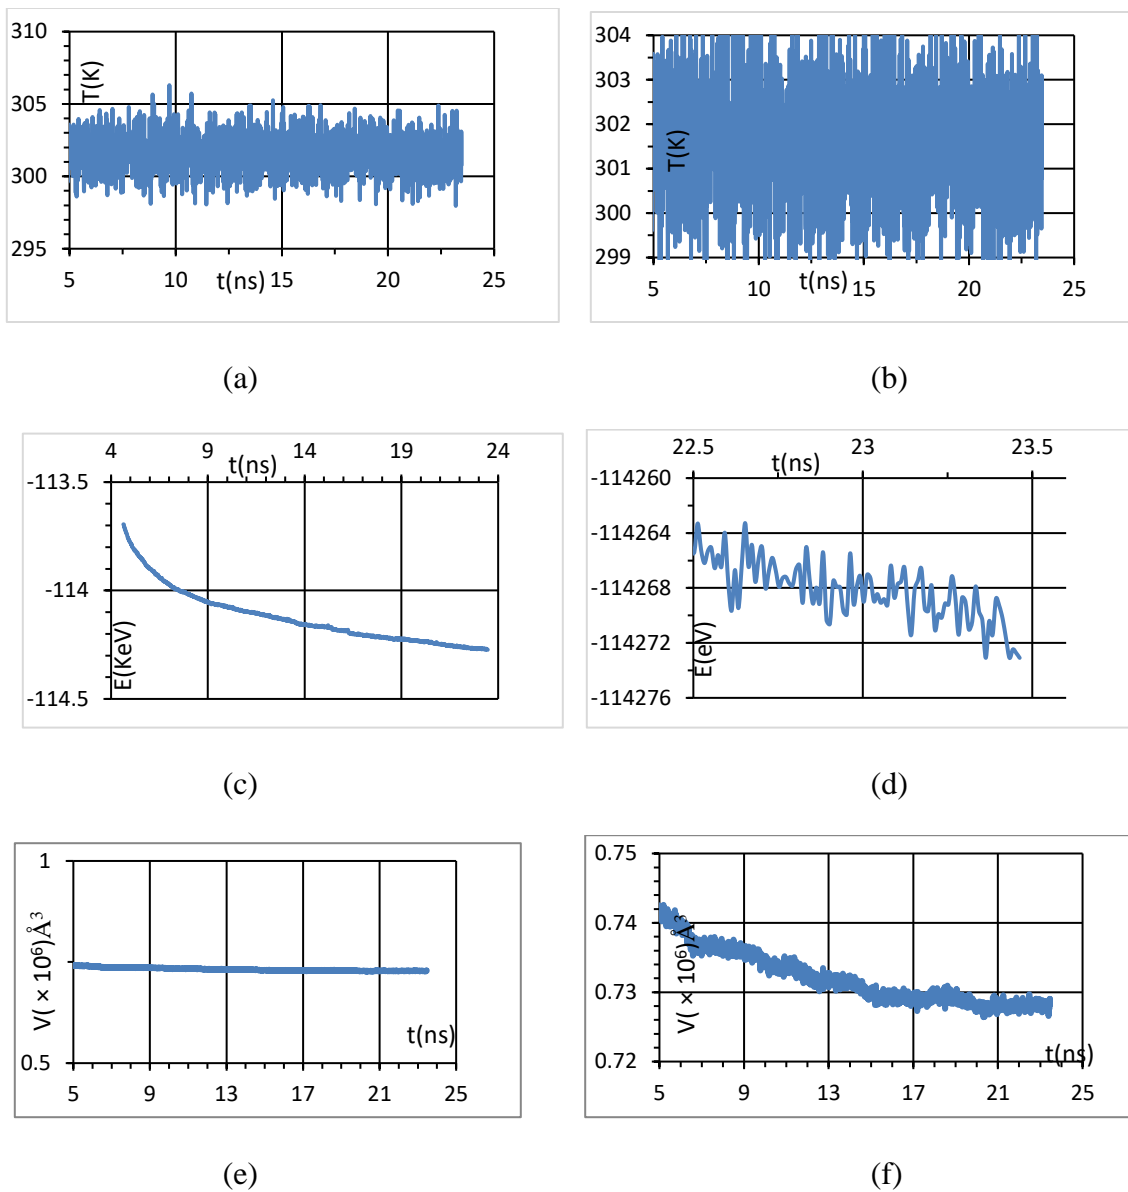 310
305
300
295
T(K)
5 10 15 20 25
t(ns)
(a)
304
303
302
301
300
299
T(K)
5 10 15 20 25
t(ns)
(b)
4 9 14 19 24
t(ns)
-113.5
-114
-114.5
E(KeV)
(c)
22.5 23 23.5
t(ns)
-114260
-114264
-114268
-114272
-114276
E(eV)
(d)
1
0.5
V( × 10⁶)Å³
t(ns)
5 9 13 17 21 25
(e)
0.75
0.74
0.73
0.72
V( × 10⁶)Å³
t(ns)
5 9 13 17 21 25
(f)